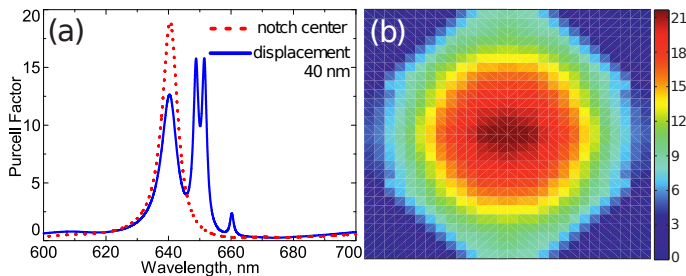 (a)
notch center
displacement
40 nm
Purcell Factor
20
15
10
5
0
600
620
640
660
680
700
Wavelength, nm
(b)
21
18
15
12
9
6
3
0